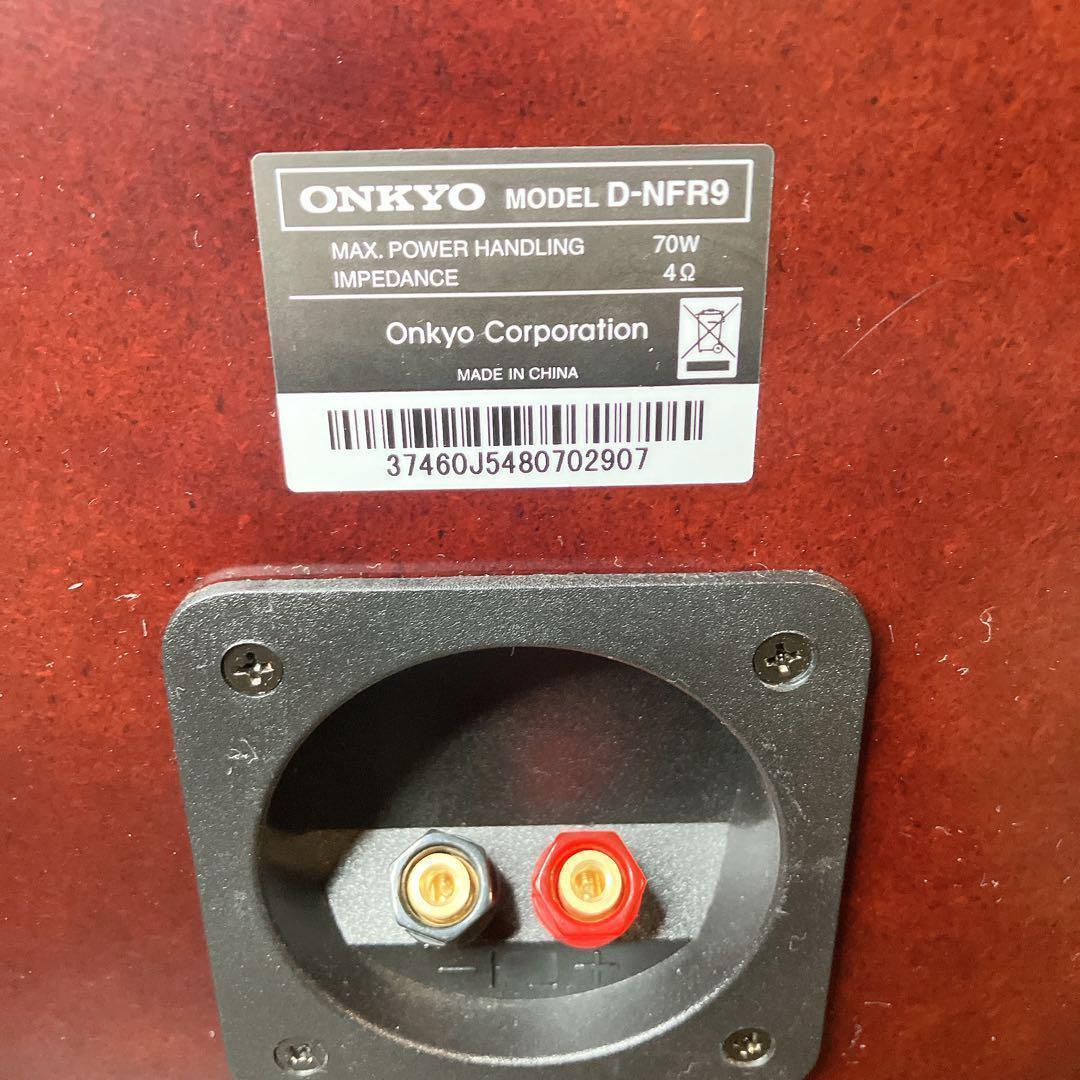 ONKYO MODEL D-NFR9
MAX. POWER HANDLING 70W
IMPEDANCE 4Ω
Onkyo Corporation
MADE IN CHINA
37460J5480702907
− +